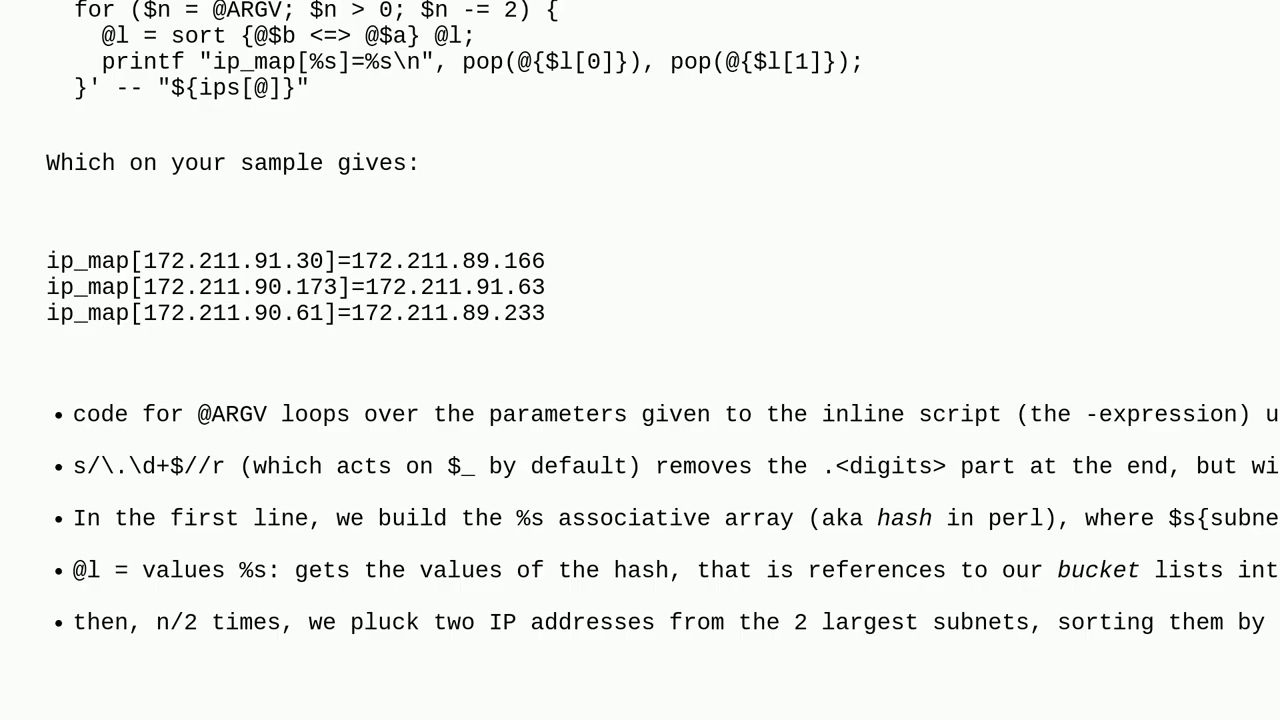 for ($n = @ARGV; $n > 0; $n -= 2) {
@l = sort {@$b <=> @$a} @l;
printf "ip_map[%s]=%s\n", pop(@{$l[0]}), pop(@{$l[1]});
}' -- "${ips[@]}"
Which on your sample gives:
ip_map[172.211.91.30]=172.211.89.166
ip_map[172.211.90.173]=172.211.91.63
ip_map[172.211.90.61]=172.211.89.233
• code for @ARGV loops over the parameters given to the inline script (the -expression) u
• s/\.\d+$//r (which acts on $_ by default) removes the .<digits> part at the end, but wi
• In the first line, we build the %s associative array (aka hash in perl), where $s{subne
• @l = values %s: gets the values of the hash, that is references to our bucket lists int
• then, n/2 times, we pluck two IP addresses from the 2 largest subnets, sorting them by